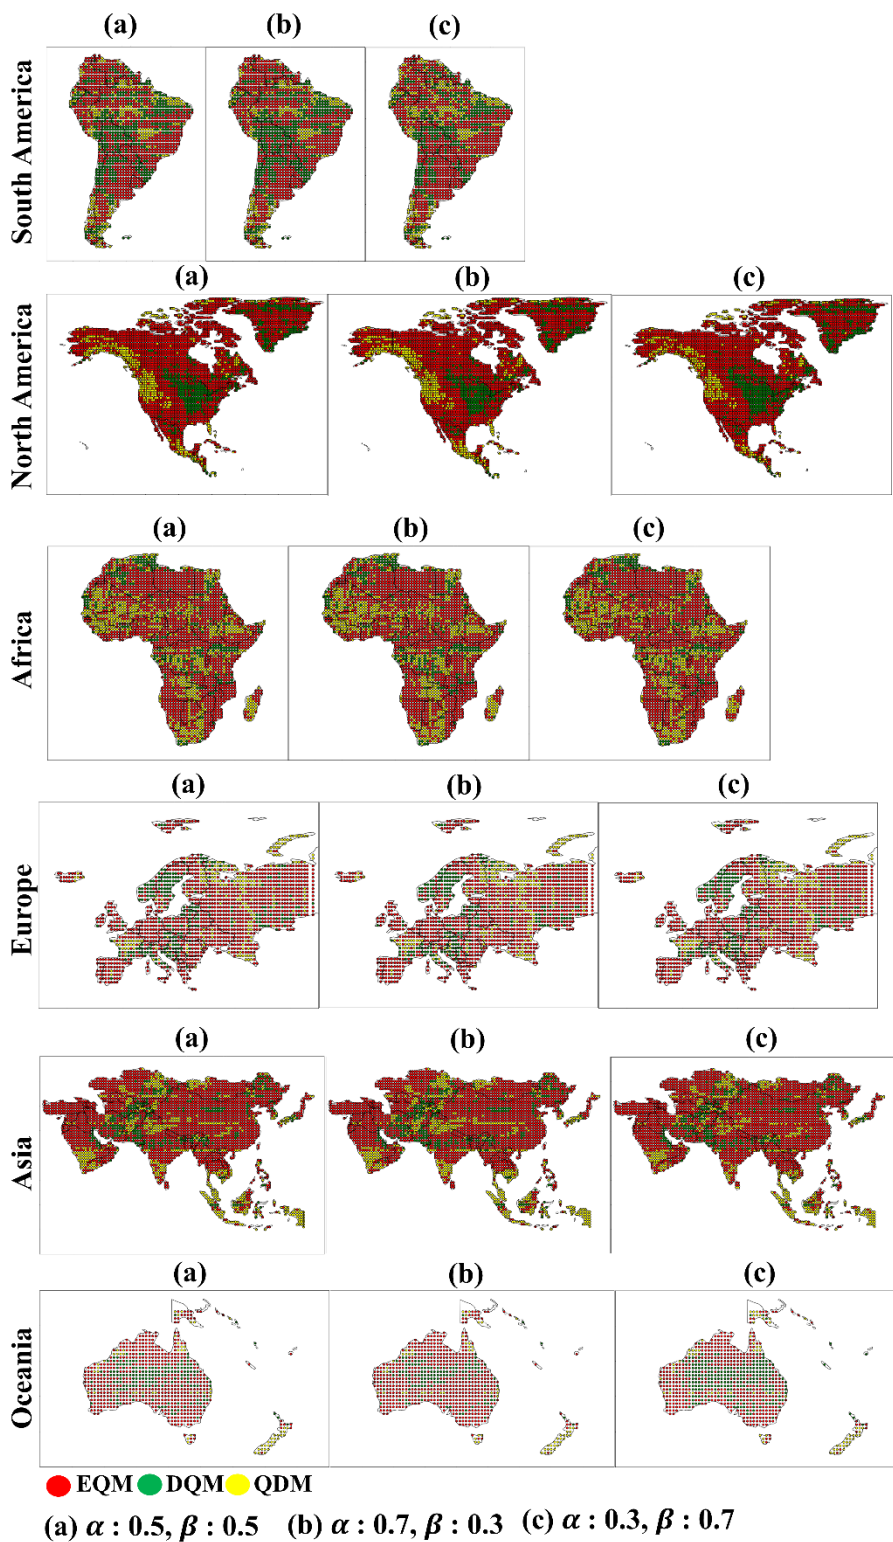 (a) (b) (c)
South America
(a) (b) (c)
North America
(a) (b) (c)
Africa
(a) (b) (c)
Europe
(a) (b) (c)
Asia
(a) (b) (c)
Oceania
EQM DQM QDM
(a) α : 0.5, β : 0.5 (b) α : 0.7, β : 0.3 (c) α : 0.3, β : 0.7